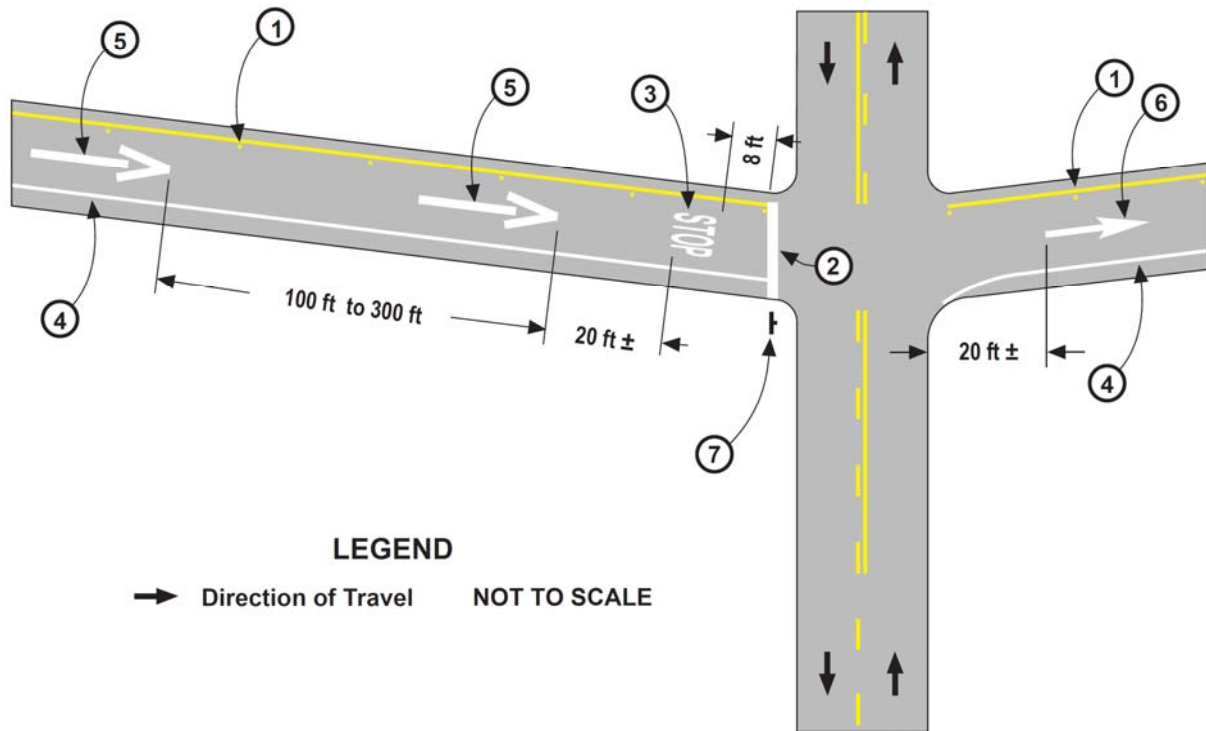 5
1
5
3
8 ft
1
6
STOP
2
4
100 ft to 300 ft
20 ft ±
20 ft ±
4
7
LEGEND
Direction of Travel NOT TO SCALE